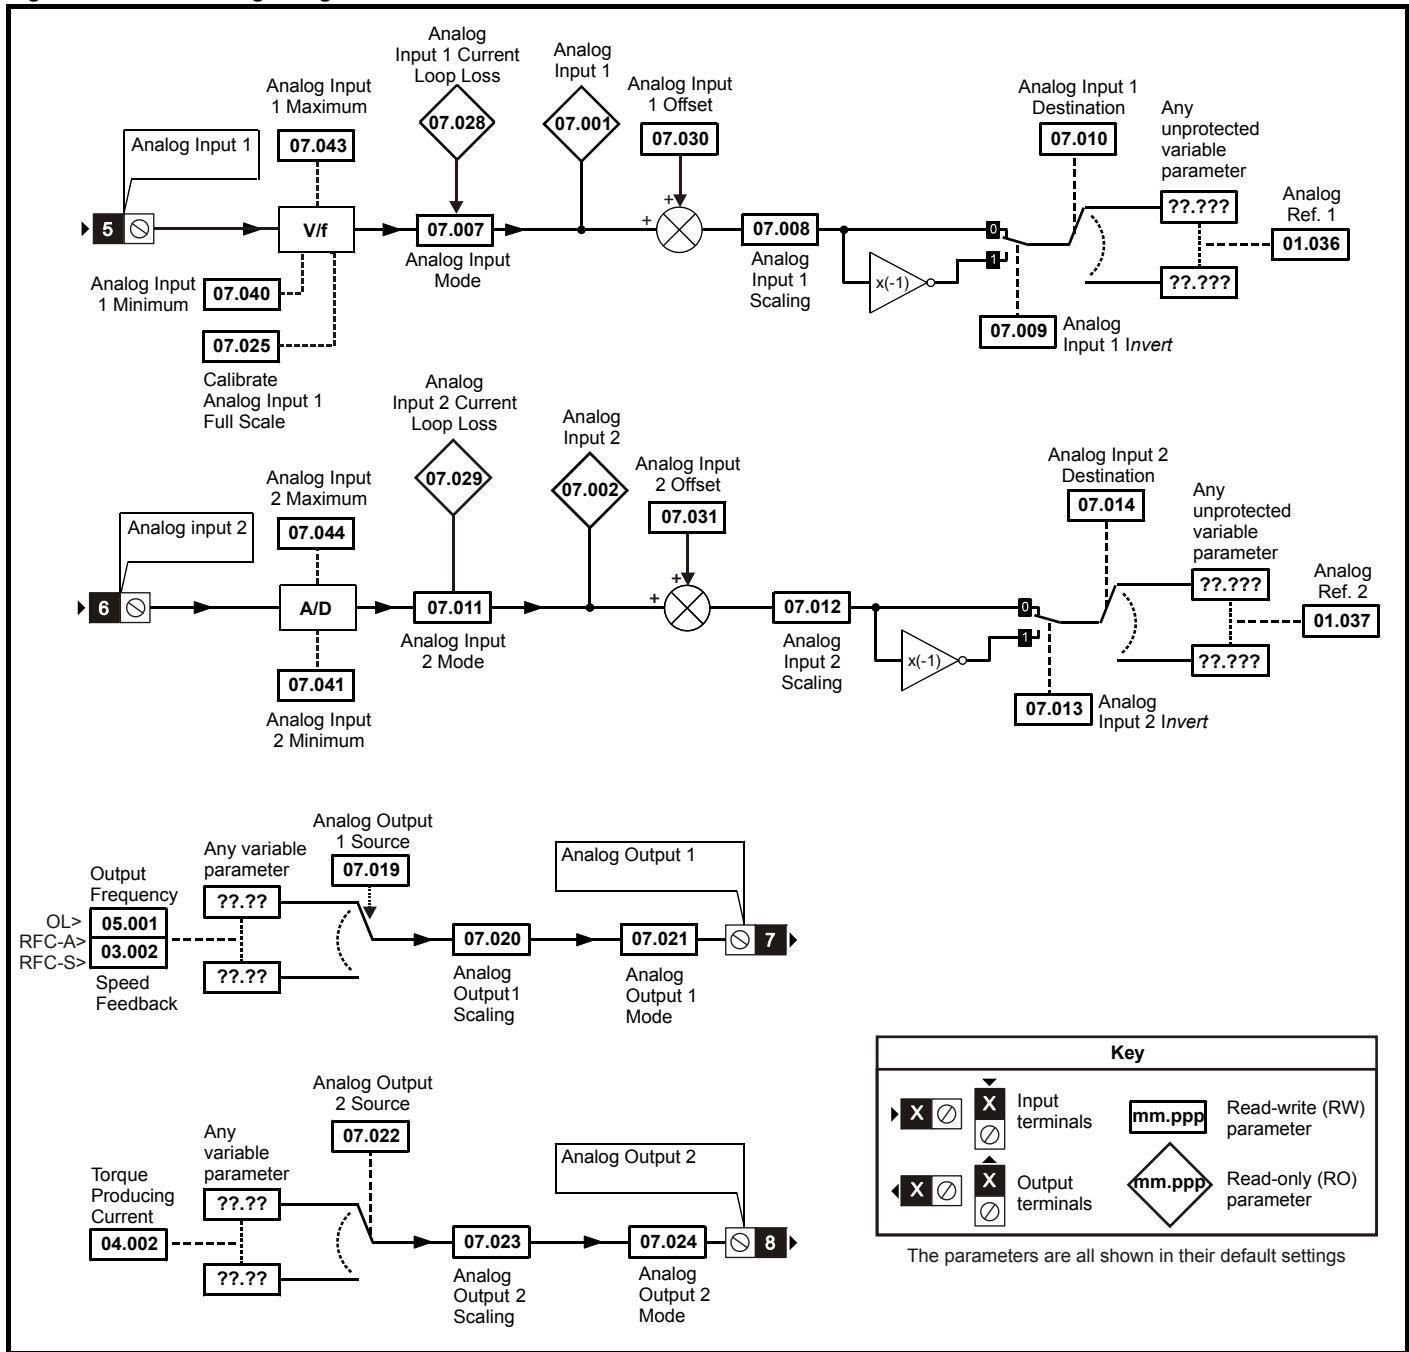 Analog
Input 1 Current
Loop Loss
Analog
Input 1
Analog Input
1 Maximum
Analog Input
1 Offset
Analog Input 1
Destination
Any
unprotected
variable
parameter
Analog Input 1
07.043
07.028
07.001
07.030
07.010
??.???
Analog
Ref. 1
5
V/f
07.007
+
+
07.008
0
1
01.036
Analog Input
Mode
Analog
Input 1
Scaling
x(-1)
??.???
Analog Input
1 Minimum
07.040
07.009
Analog
Input 1 Invert
07.025
Calibrate
Analog Input 1
Full Scale
Analog
Input 2 Current
Loop Loss
Analog
Input 2
Analog Input
2 Maximum
Analog Input
2 Offset
Analog Input 2
Destination
Any
unprotected
variable
parameter
Analog input 2
07.044
07.029
07.002
07.031
07.014
??.???
Analog
Ref. 2
6
A/D
07.011
+
+
07.012
0
1
01.037
Analog Input
2 Mode
Analog
Input 2
Scaling
x(-1)
??.???
07.041
07.013
Analog
Input 2 Invert
Analog Input
2 Minimum
Analog Output
1 Source
Any variable
parameter
07.019
Analog Output 1
Output
Frequency
??.??
OL>
05.001
RFC-A>
03.002
RFC-S>
Speed
Feedback
??.??
07.020
07.021
7
Analog
Output1
Scaling
Analog
Output 1
Mode
Analog Output
2 Source
Any
variable
parameter
07.022
Analog Output 2
Torque
Producing
Current
??.??
04.002
??.??
07.023
07.024
8
Analog
Output 2
Scaling
Analog
Output 2
Mode
Key
X
X
Input
terminals
mm.ppp
Read-write (RW)
parameter
X
X
Output
terminals
mm.ppp
Read-only (RO)
parameter
The parameters are all shown in their default settings